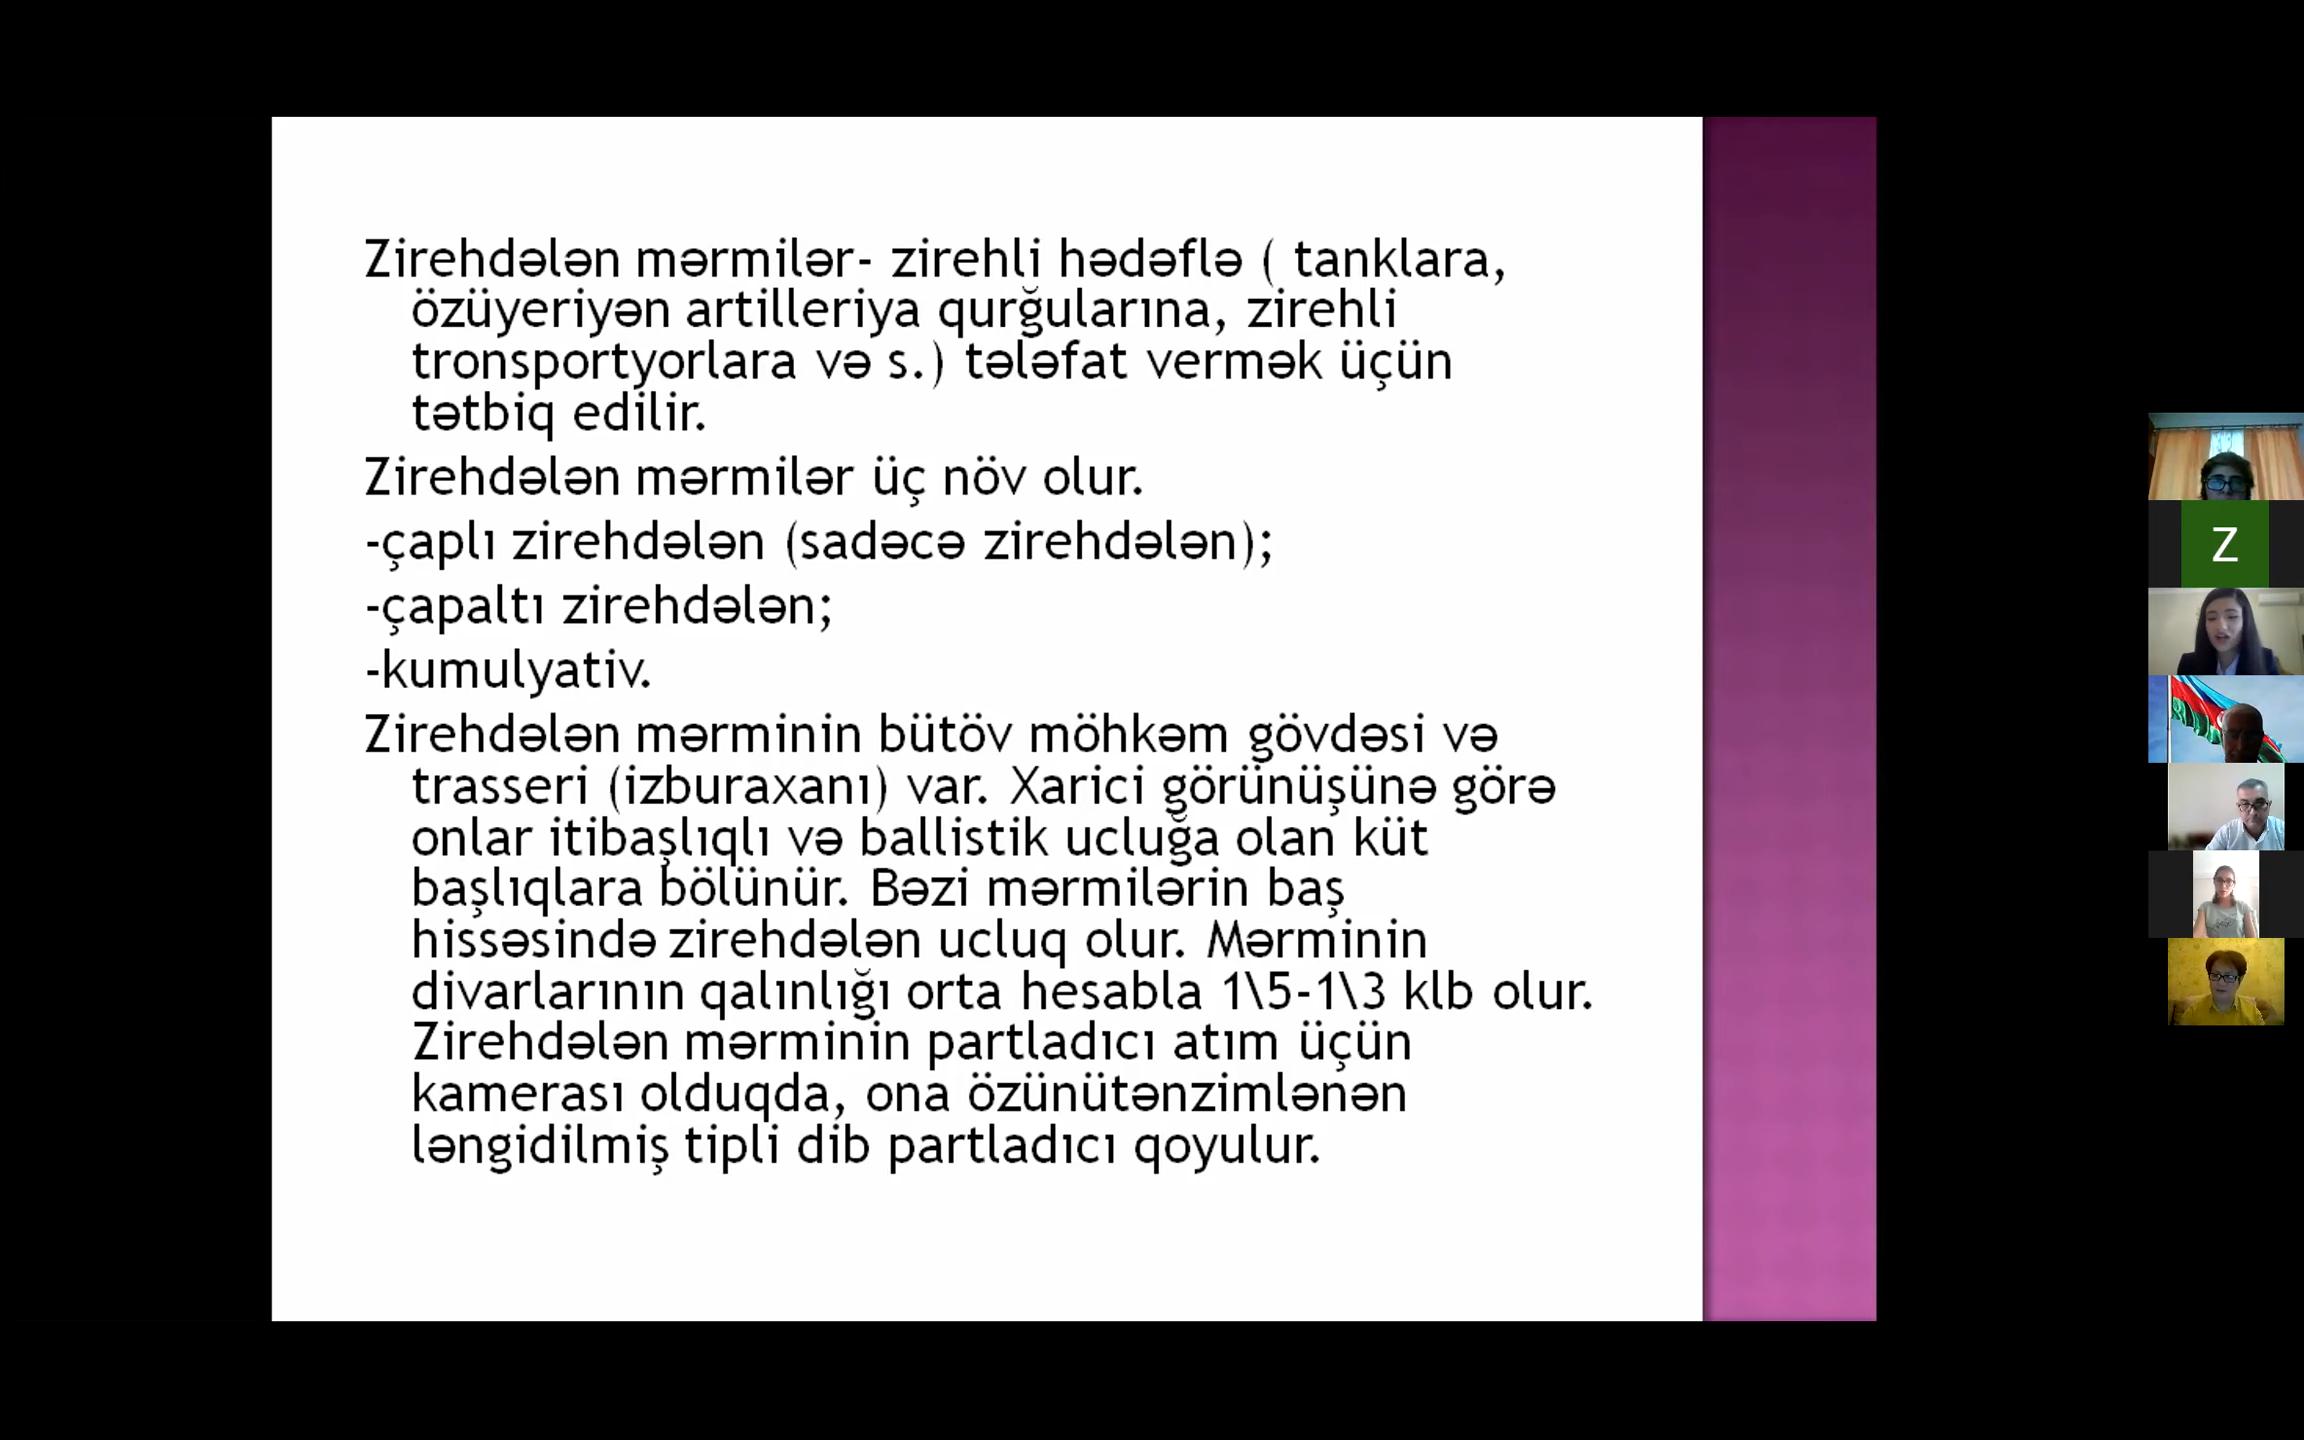 Zirehdələn mərmilər- zirehli hədəflə ( tanklara,
özüyeriyən artilleriya qurğularına, zirehli
tronsportyorlara və s.) tələfat vermək üçün
tətbiq edilir.
Zirehdələn mərmilər üç növ olur.
-çaplı zirehdələn (sadəcə zirehdələn);
-çapaltı zirehdələn;
-kumulyativ.
Zirehdələn mərminin bütöv möhkəm gövdəsi və
trasseri (izburaxanı) var. Xarici görünüşünə görə
onlar itibaşlıqlı və ballistik ucluğa olan küt
başlıqlara bölünür. Bəzi mərmilərin baş
hissəsində zirehdələn ucluq olur. Mərminin
divarlarının qalınlığı orta hesabla 1\5-1\3 klb olur.
Zirehdələn mərminin partladıcı atım üçün
kamerası olduqda, ona özünütənzimlənən
ləngidilmiş tipli dib partladıcı qoyulur.
Z